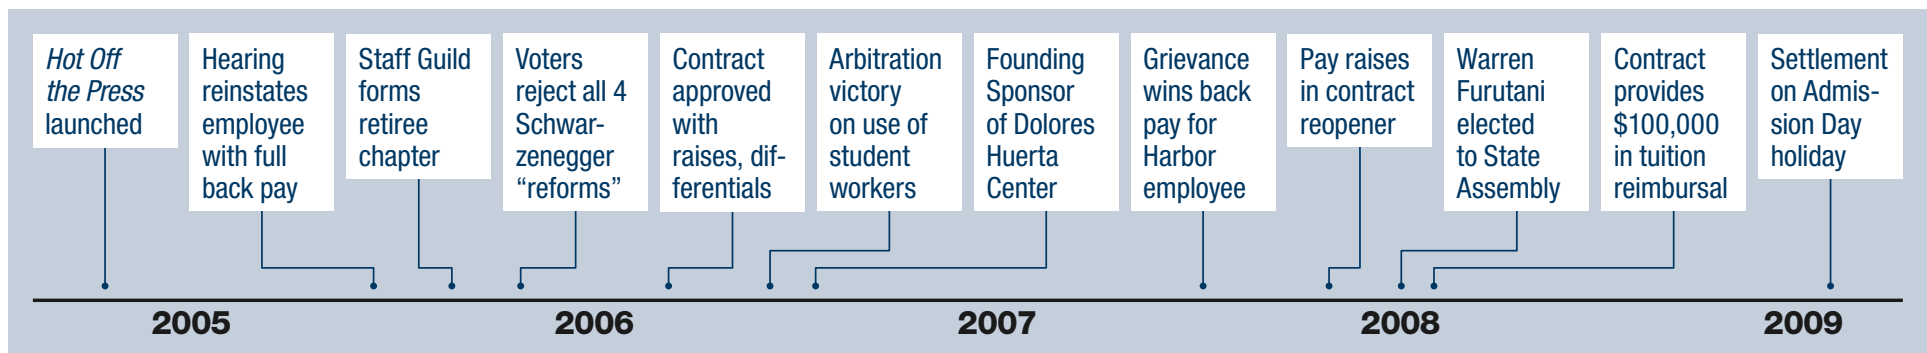 Hot Off
the Press
launched
Hearing
reinstates
employee
with full
back pay
Staff Guild
forms
retiree
chapter
Voters
reject all 4
Schwar-
zenegger
“reforms”
Contract
approved
with
raises, dif-
ferentials
Arbitration
victory
on use of
student
workers
Founding
Sponsor
of Dolores
Huerta
Center
Grievance
wins back
pay for
Harbor
employee
Pay raises
in contract
reopener
Warren
Furutani
elected
to State
Assembly
Contract
provides
$100,000
in tuition
reimbursal
Settlement
on Admis-
sion Day
holiday
2005
2006
2007
2008
2009